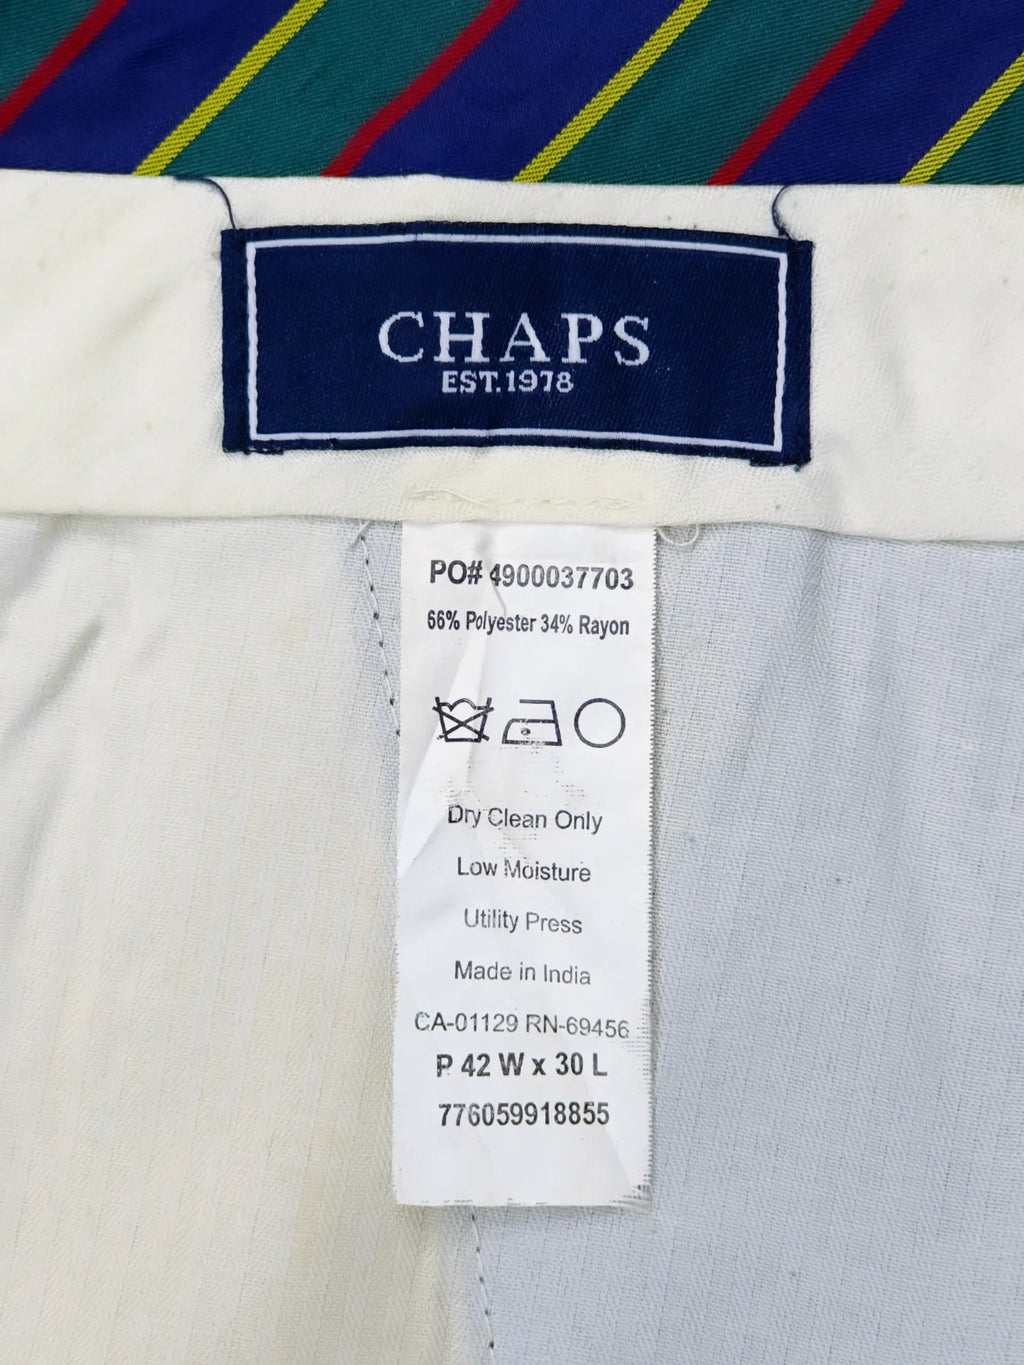 CHAPS
EST.1978
PO# 4900037703
66% Polyester 34% Rayon
Dry Clean Only
Low Moisture
Utility Press
Made in India
CA-01129 RN-69456
P 42 W x 30 L
776059918855